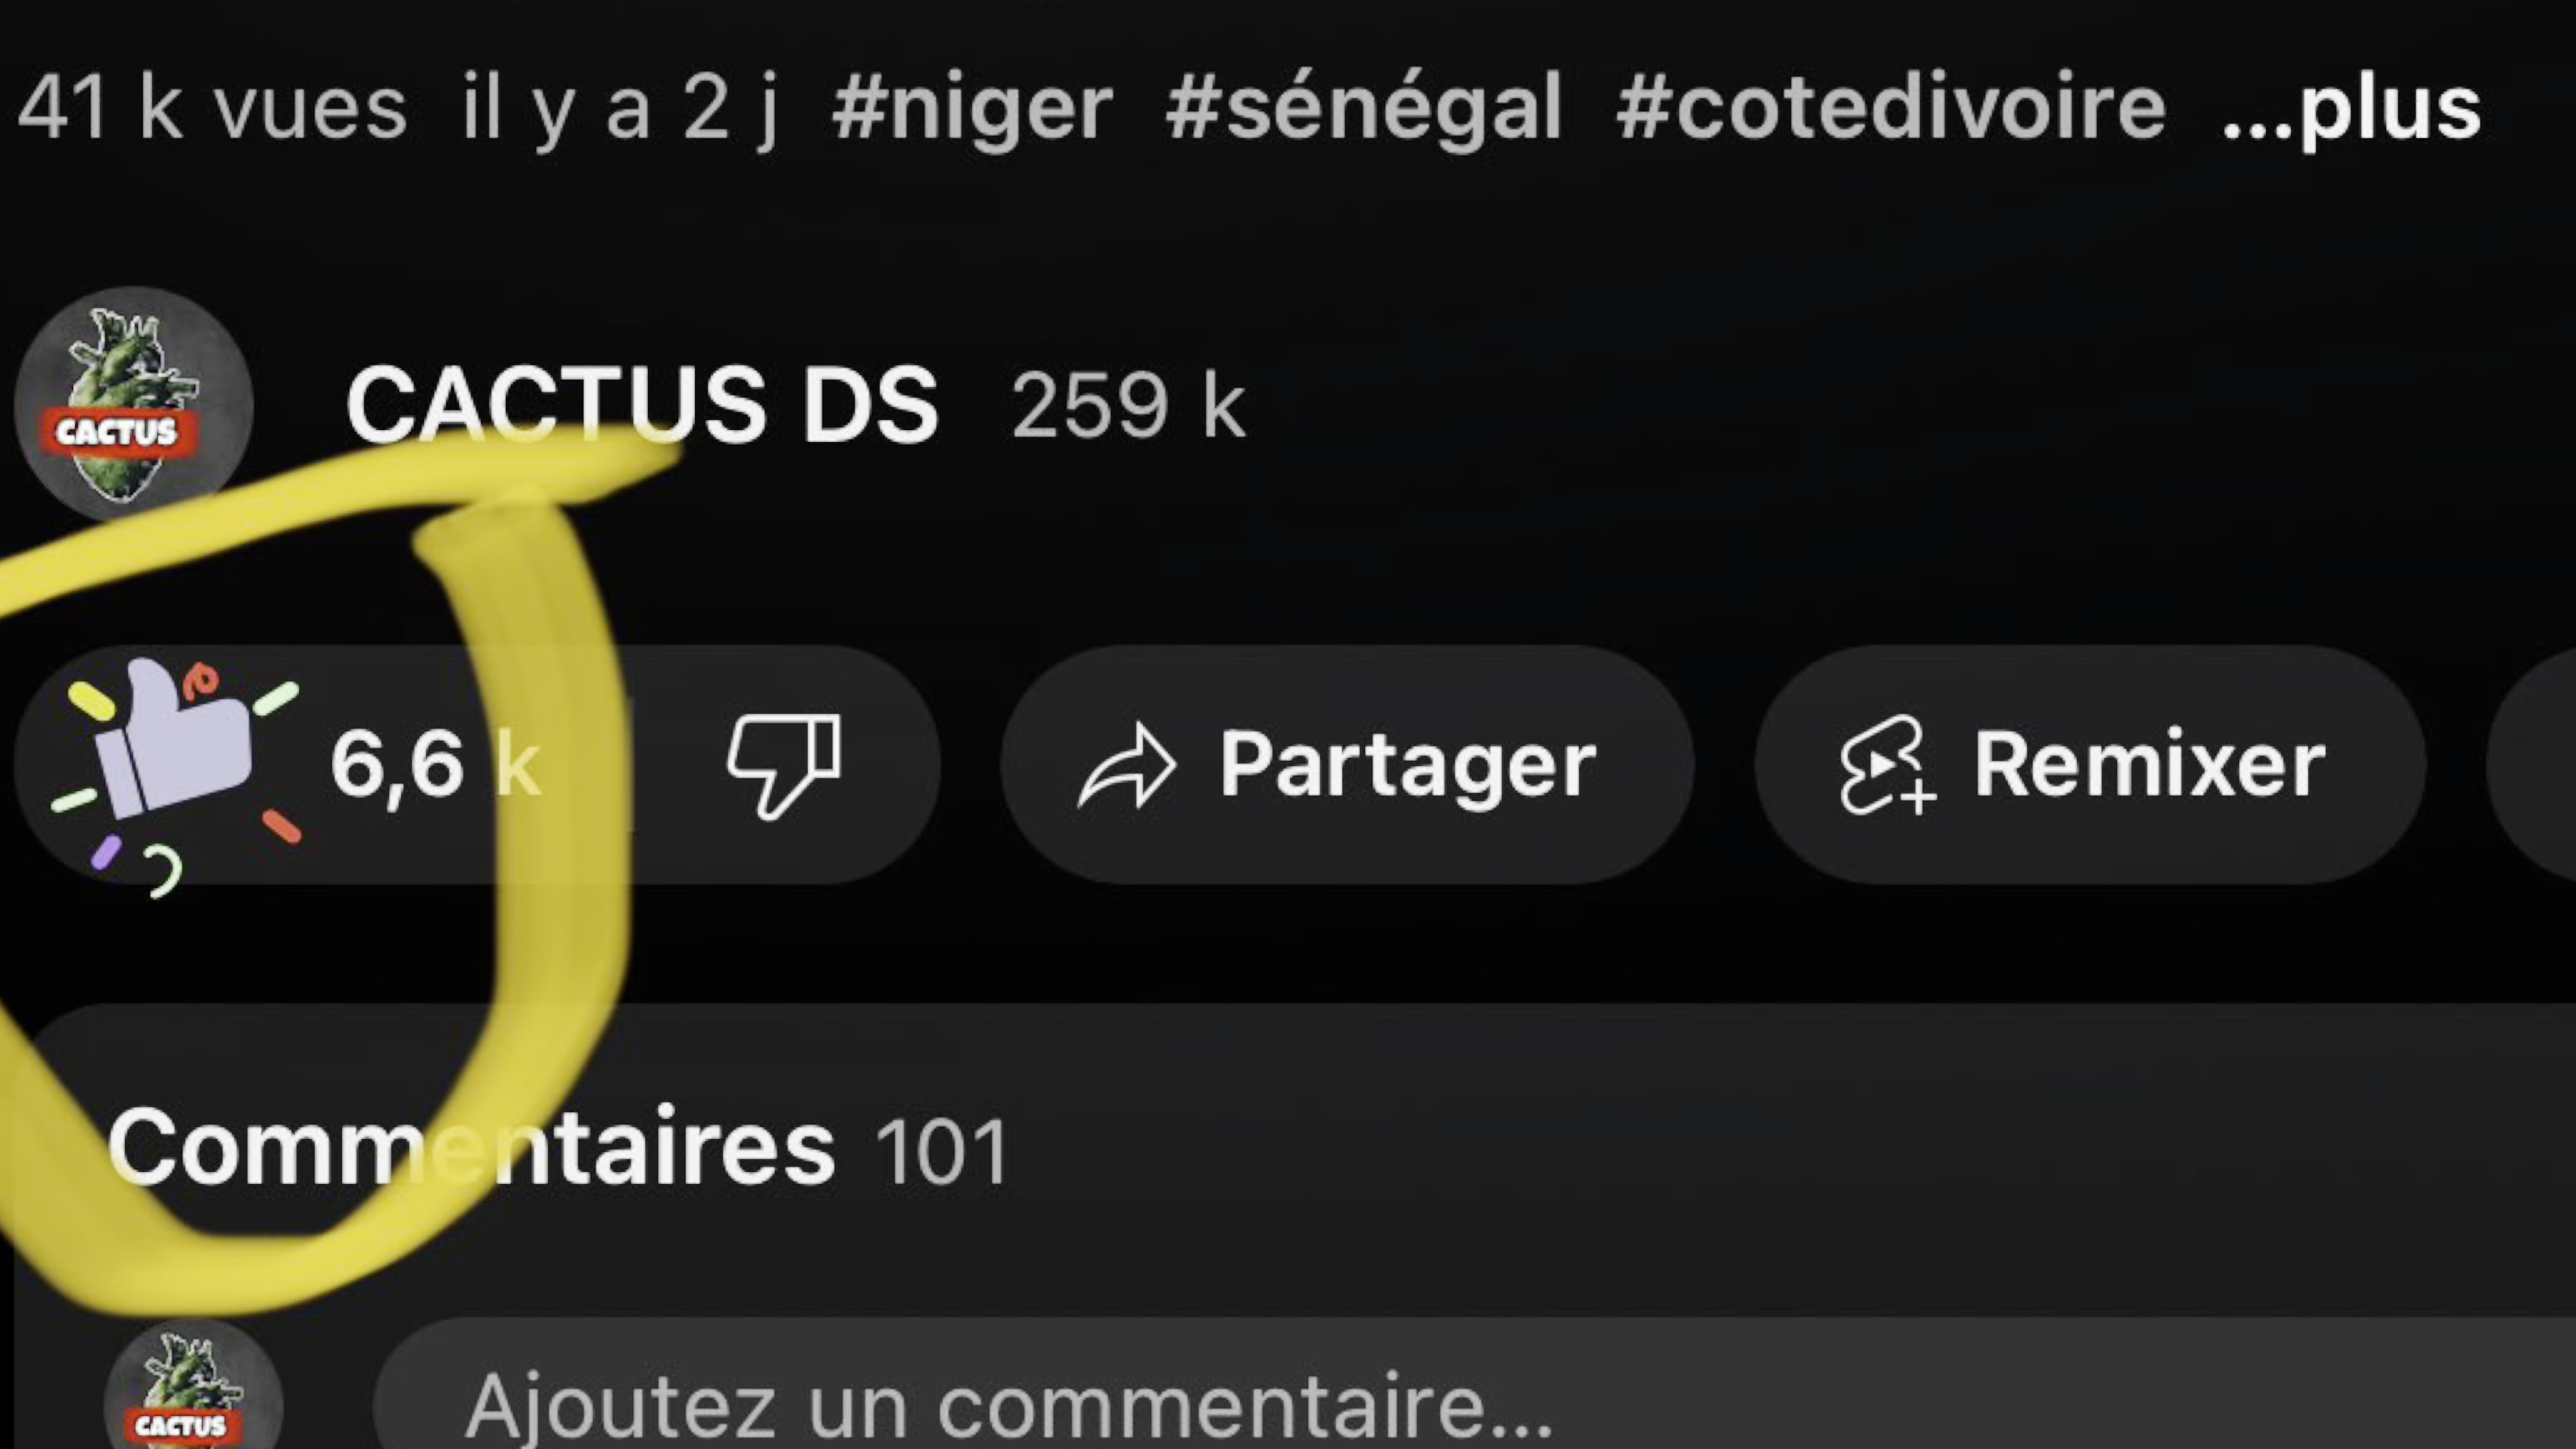 41 k vues il y a 2 j #niger #sénégal #cotedivoire ...plus
CACTUS
CACTUS DS 259 k
6,6 k Partager Remixer
Commentaires 101
CACTUS
Ajoutez un commentaire...